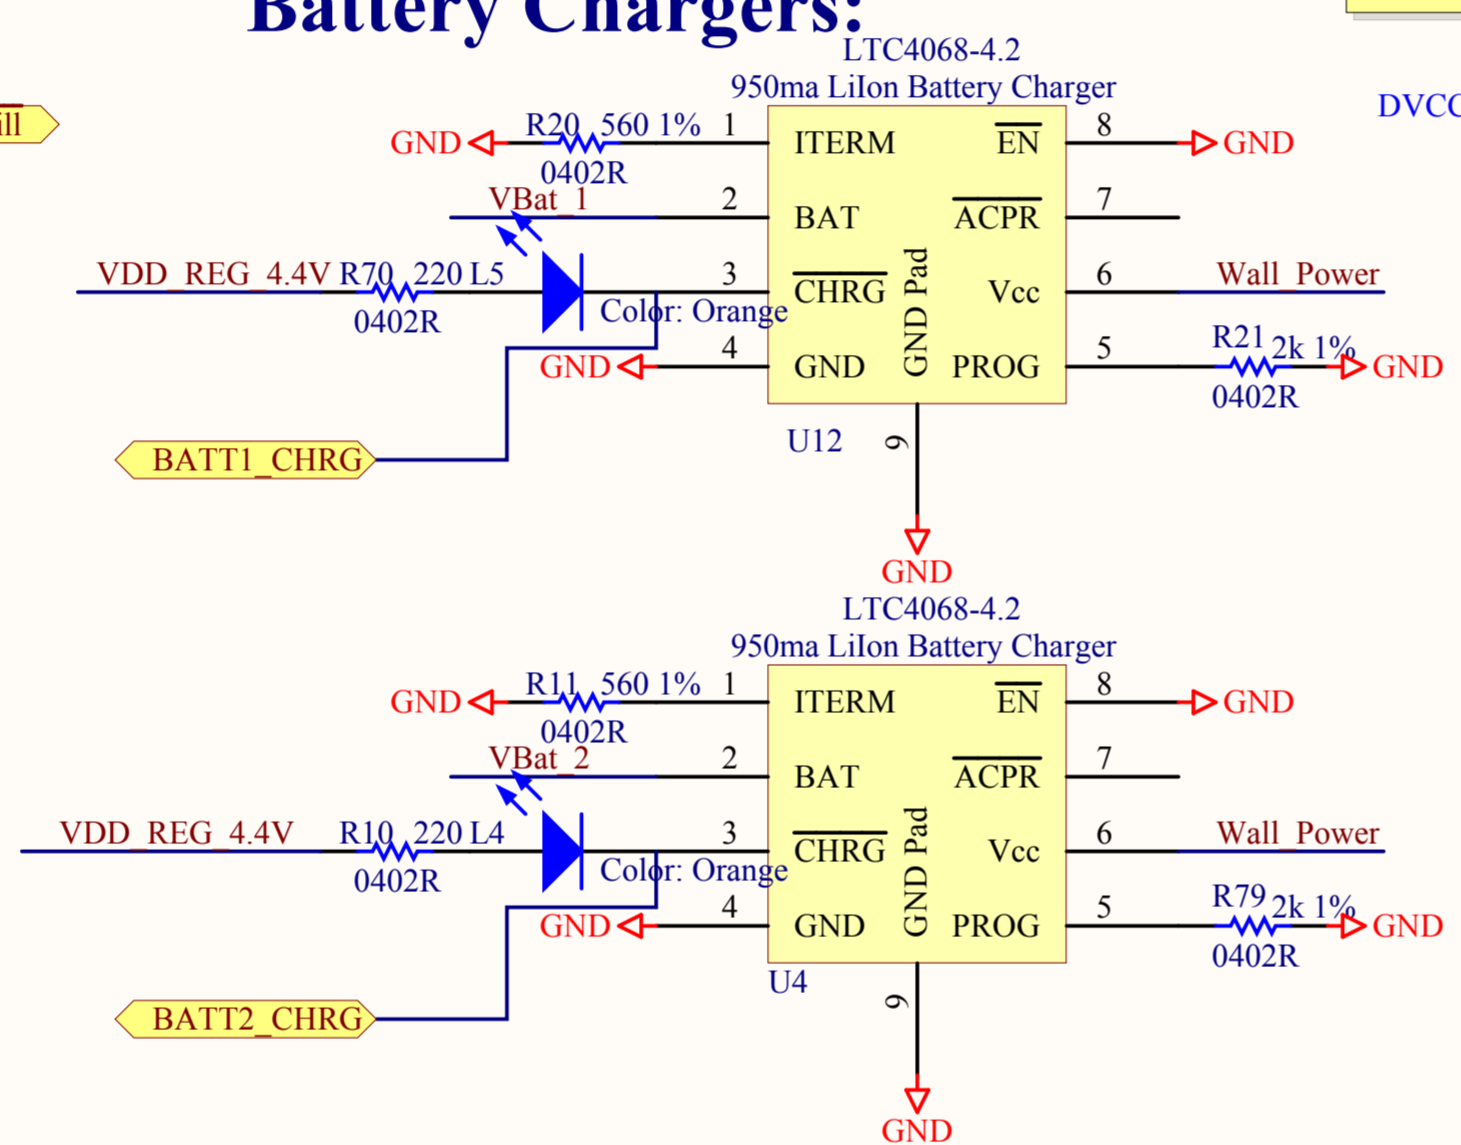 Battery Chargers:
LTC4068-4.2
950ma LiIon Battery Charger
ill
DVCC
GND R20 560 1% 1 ITERM EN 8 GND
0402R
VBat_1 2 BAT ACPR 7
VDD_REG_4.4V R70 220 L5 3 CHRG Vcc 6 Wall_Power
0402R Color: Orange
GND 4 GND GND Pad PROG 5 R21 2k 1% GND
0402R
BATT1_CHRG
U12 9
GND
LTC4068-4.2
950ma LiIon Battery Charger
GND R11 560 1% 1 ITERM EN 8 GND
0402R
VBat_2 2 BAT ACPR 7
VDD_REG_4.4V R10 220 L4 3 CHRG Vcc 6 Wall_Power
0402R Color: Orange
GND 4 GND GND Pad PROG 5 R79 2k 1% GND
0402R
U4 9
BATT2_CHRG
GND